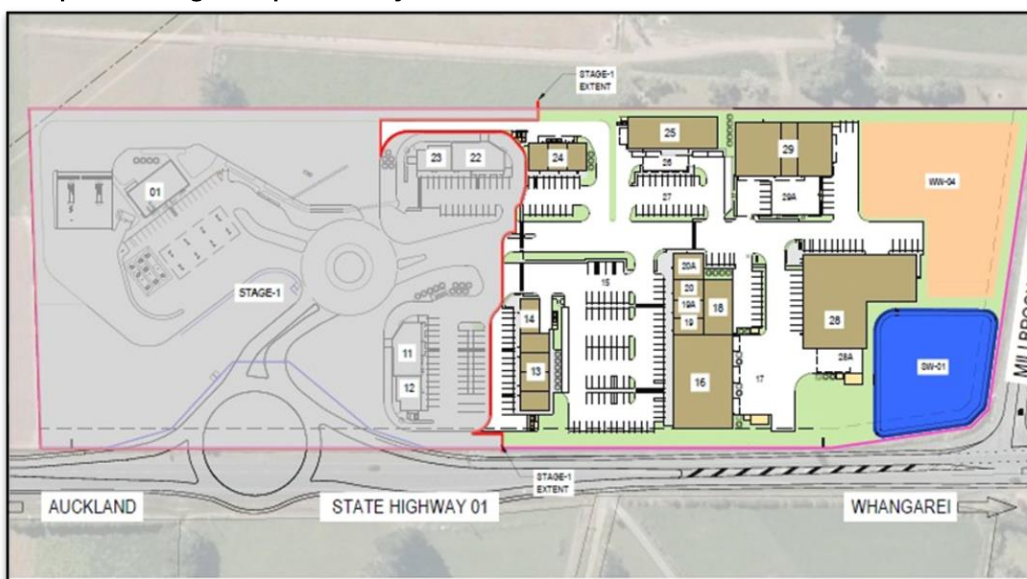 STAGE-1
EXTENT
01
23
22
24
25
26
27
29
29A
WW-04
STAGE-1
15
20A
20
19A
19
18
14
13
11
12
16
17
28
28A
SW-01
STAGE-1
EXTENT
AUCKLAND
STATE HIGHWAY 01
WHANGAREI